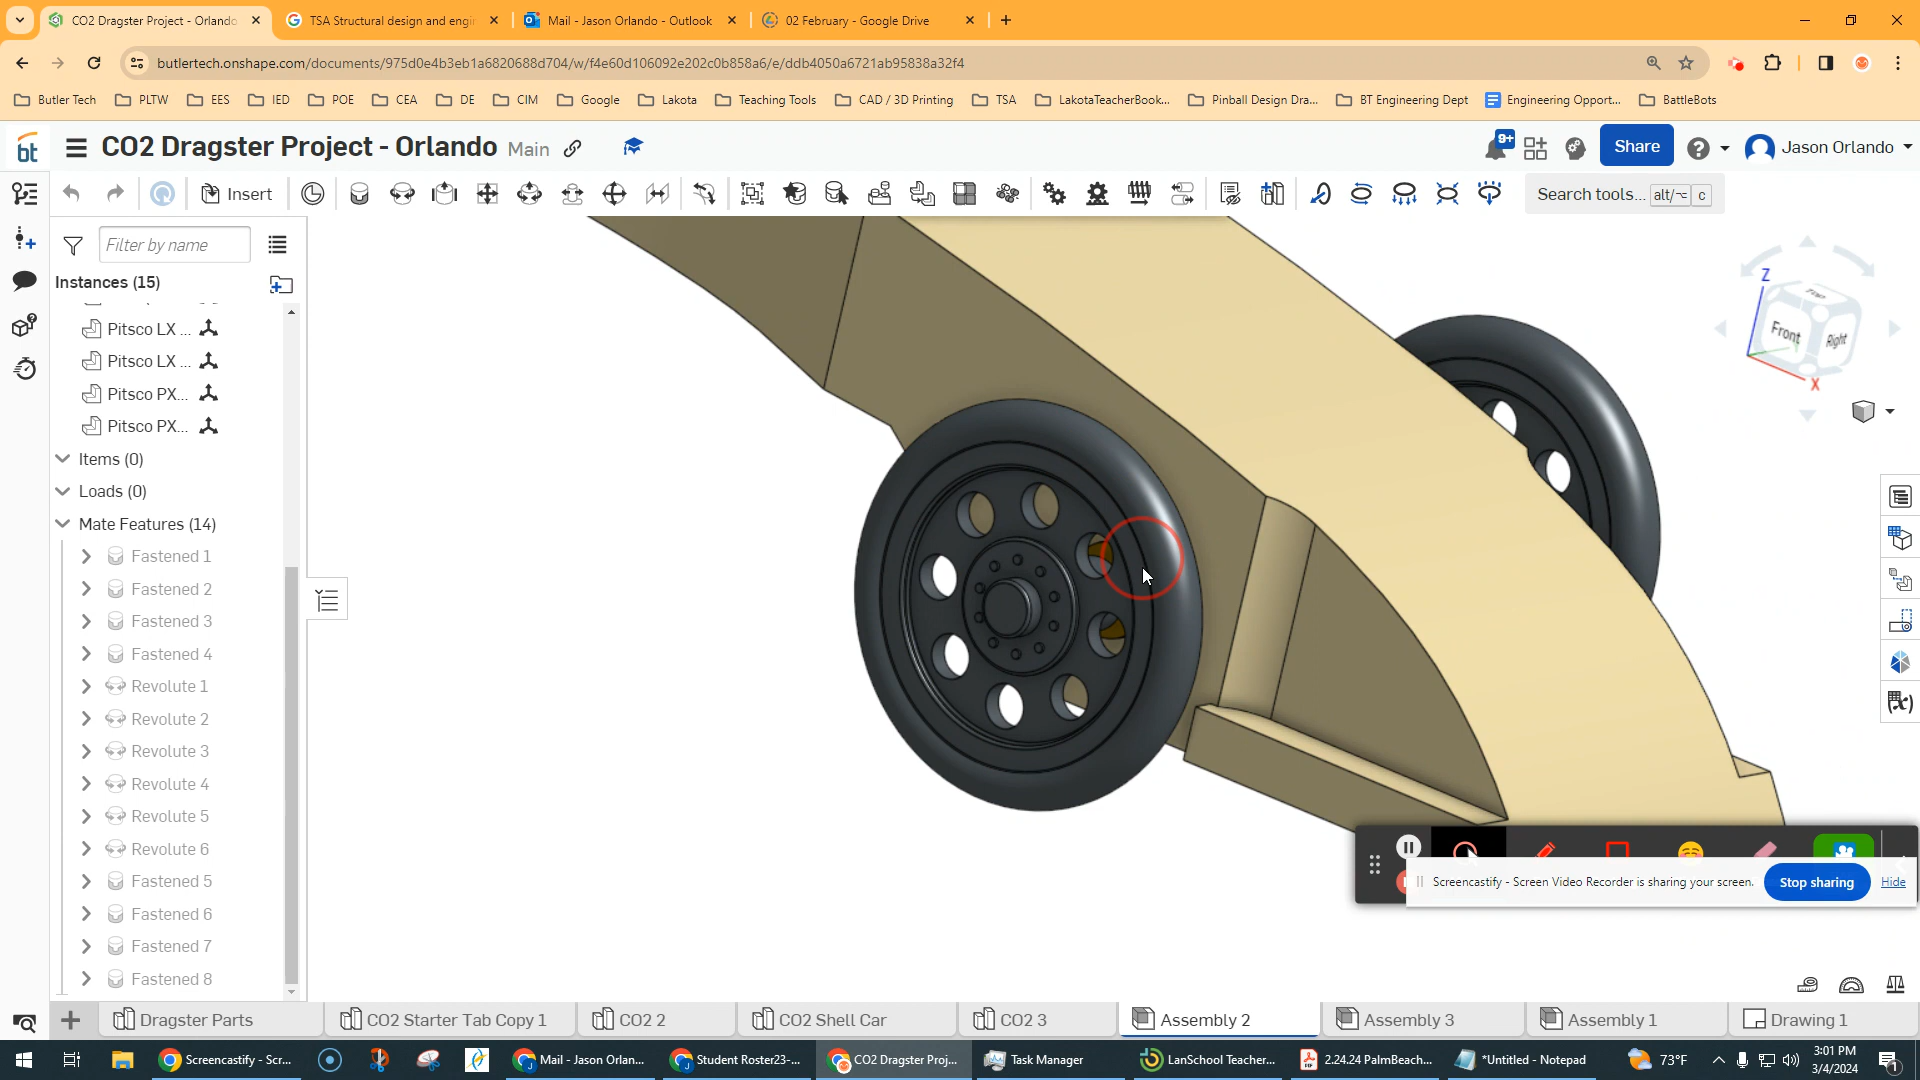 CO2 Dragster Project - Orlando
TSA Structural design and engin
Mail - Jason Orlando - Outlook
02 February - Google Drive
butlertech.onshape.com/documents/975d0e4b3eb1a6820688d704/w/f4e60d106092e202c0b858a6/e/ddb4050a6721ab95838a32f4
Butler Tech PLTW EES IED POE CEA DE CIM Google Lakota Teaching Tools CAD / 3D Printing TSA LakotaTeacherBook... Pinball Design Dra... BT Engineering Dept Engineering Opport... BattleBots
bt CO2 Dragster Project - Orlando Main 9+ Share Jason Orlando
Insert Search tools... alt/⌥ c
Filter by name
Instances (15)
Pitsco LX ...
Pitsco LX ...
Pitsco PX...
Pitsco PX...
Items (0)
Loads (0)
Mate Features (14)
Fastened 1
Fastened 2
Fastened 3
Fastened 4
Revolute 1
Revolute 2
Revolute 3
Revolute 4
Revolute 5
Revolute 6
Fastened 5
Fastened 6
Fastened 7
Fastened 8
Z
Top
Front
Right
X
Screencastify - Screen Video Recorder is sharing your screen. Stop sharing Hide
Dragster Parts CO2 Starter Tab Copy 1 CO2 2 CO2 Shell Car CO2 3 Assembly 2 Assembly 3 Assembly 1 Drawing 1
Screencastify - Scr... Mail - Jason Orlan... Student Roster23-... CO2 Dragster Proj... Task Manager LanSchool Teacher... 2.24.24 PalmBeach... *Untitled - Notepad 73°F 3:01 PM
3/4/2024 1